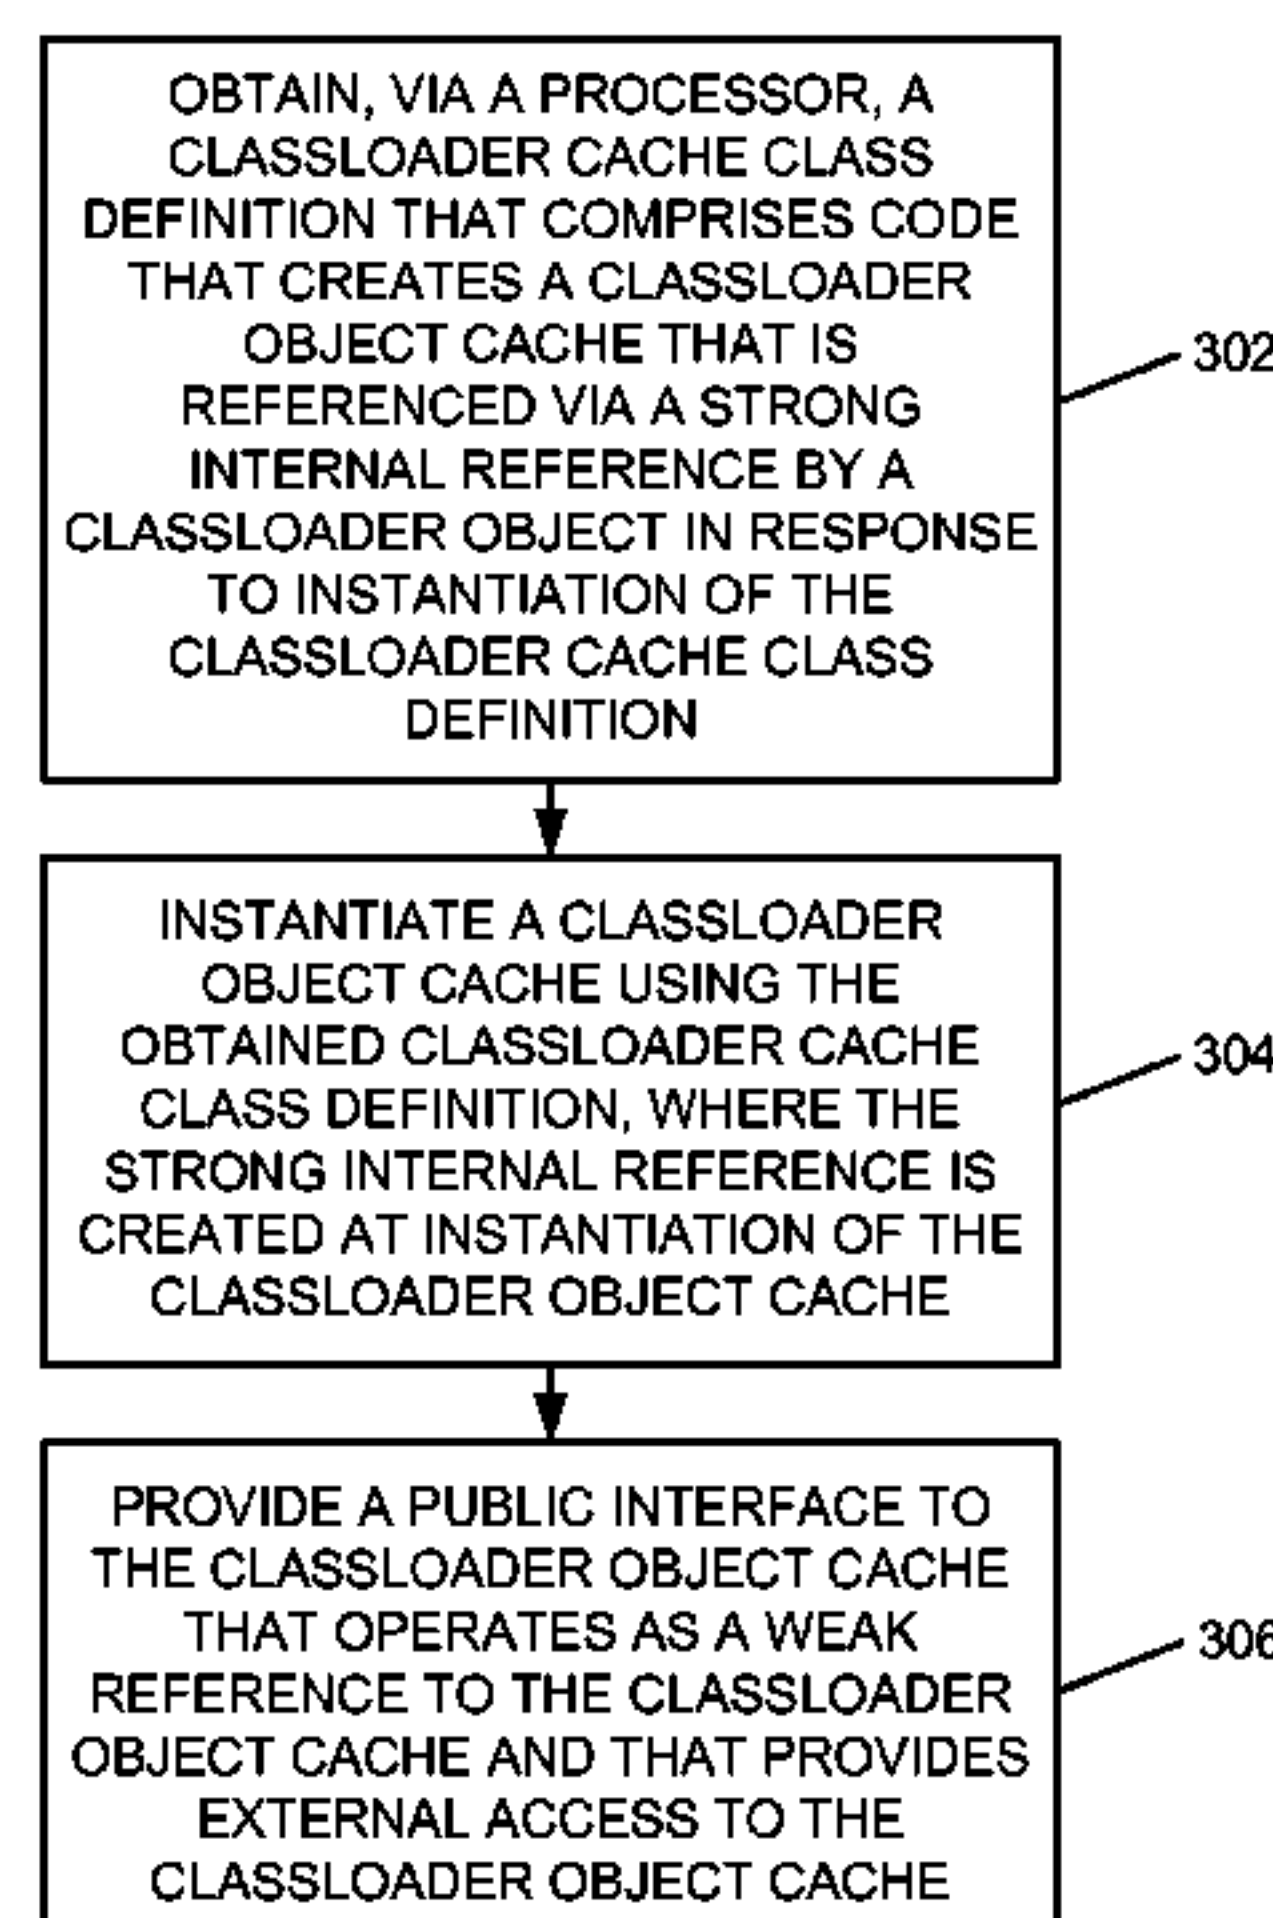 OBTAIN, VIA A PROCESSOR, A
CLASSLOADER CACHE CLASS
DEFINITION THAT COMPRISES CODE
THAT CREATES A CLASSLOADER
OBJECT CACHE THAT IS
REFERENCED VIA A STRONG
INTERNAL REFERENCE BY A
CLASSLOADER OBJECT IN RESPONSE
TO INSTANTIATION OF THE
CLASSLOADER CACHE CLASS
DEFINITION
302
INSTANTIATE A CLASSLOADER
OBJECT CACHE USING THE
OBTAINED CLASSLOADER CACHE
CLASS DEFINITION, WHERE THE
STRONG INTERNAL REFERENCE IS
CREATED AT INSTANTIATION OF THE
CLASSLOADER OBJECT CACHE
304
PROVIDE A PUBLIC INTERFACE TO
THE CLASSLOADER OBJECT CACHE
THAT OPERATES AS A WEAK
REFERENCE TO THE CLASSLOADER
OBJECT CACHE AND THAT PROVIDES
EXTERNAL ACCESS TO THE
CLASSLOADER OBJECT CACHE
306